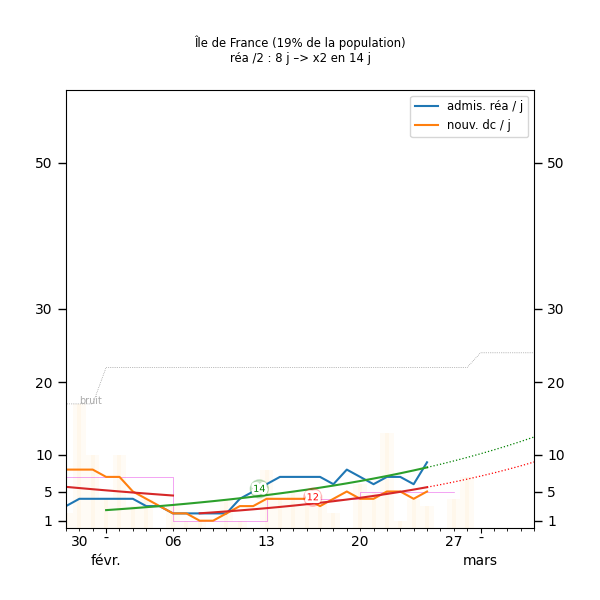 Île de France (19% de la population)
réa /2 : 8 j –> x2 en 14 j
admis. réa / j
nouv. dc / j
50 50
30 30
bruit
20 20
10 10
14
5 12 5
1 1
30 - 06 13 20 27 -
févr. mars